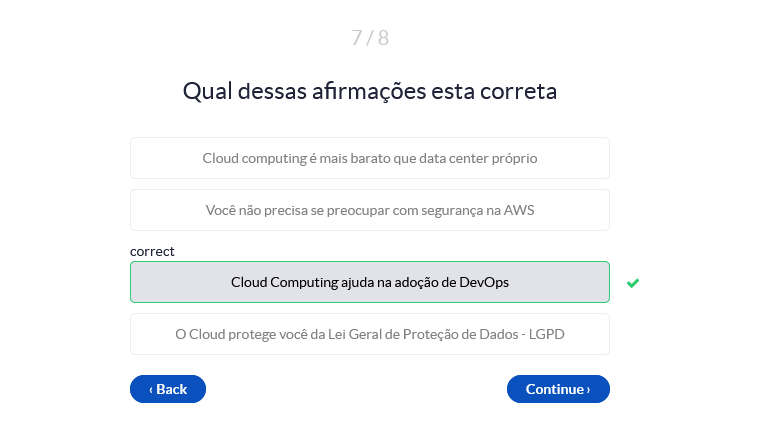 7 / 8
Qual dessas afirmações esta correta
Cloud computing é mais barato que data center próprio
Você não precisa se preocupar com segurança na AWS
correct
Cloud Computing ajuda na adoção de DevOps
O Cloud protege você da Lei Geral de Proteção de Dados - LGPD
‹ Back
Continue ›